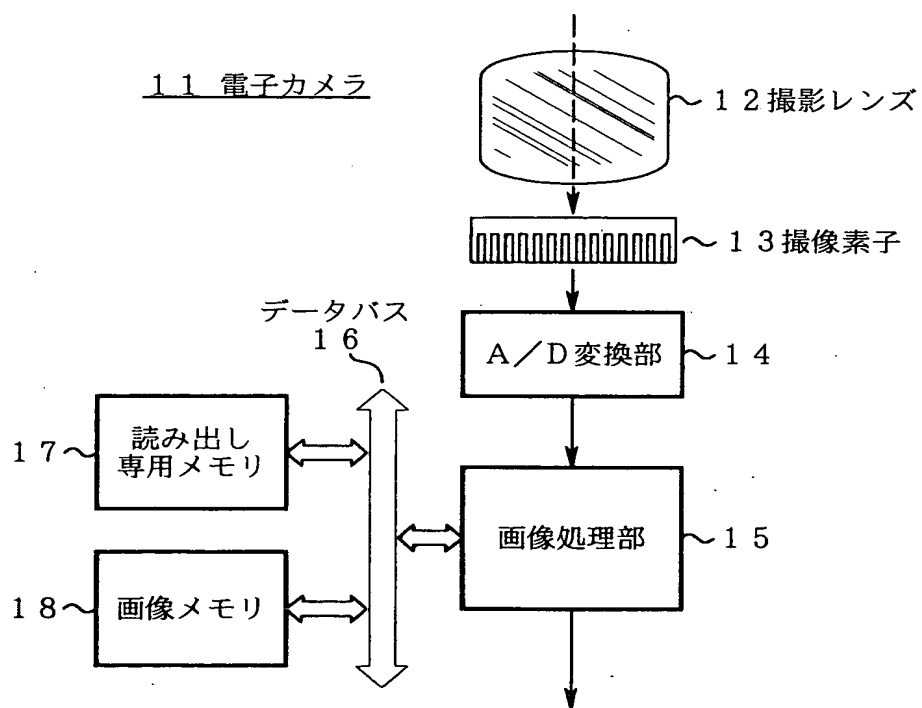 １１ 電子カメラ
１２撮影レンズ
１３撮像素子
データバス
１６
A／D変換部
１４
１７
読み出し
専用メモリ
画像処理部
１５
１８
画像メモリ